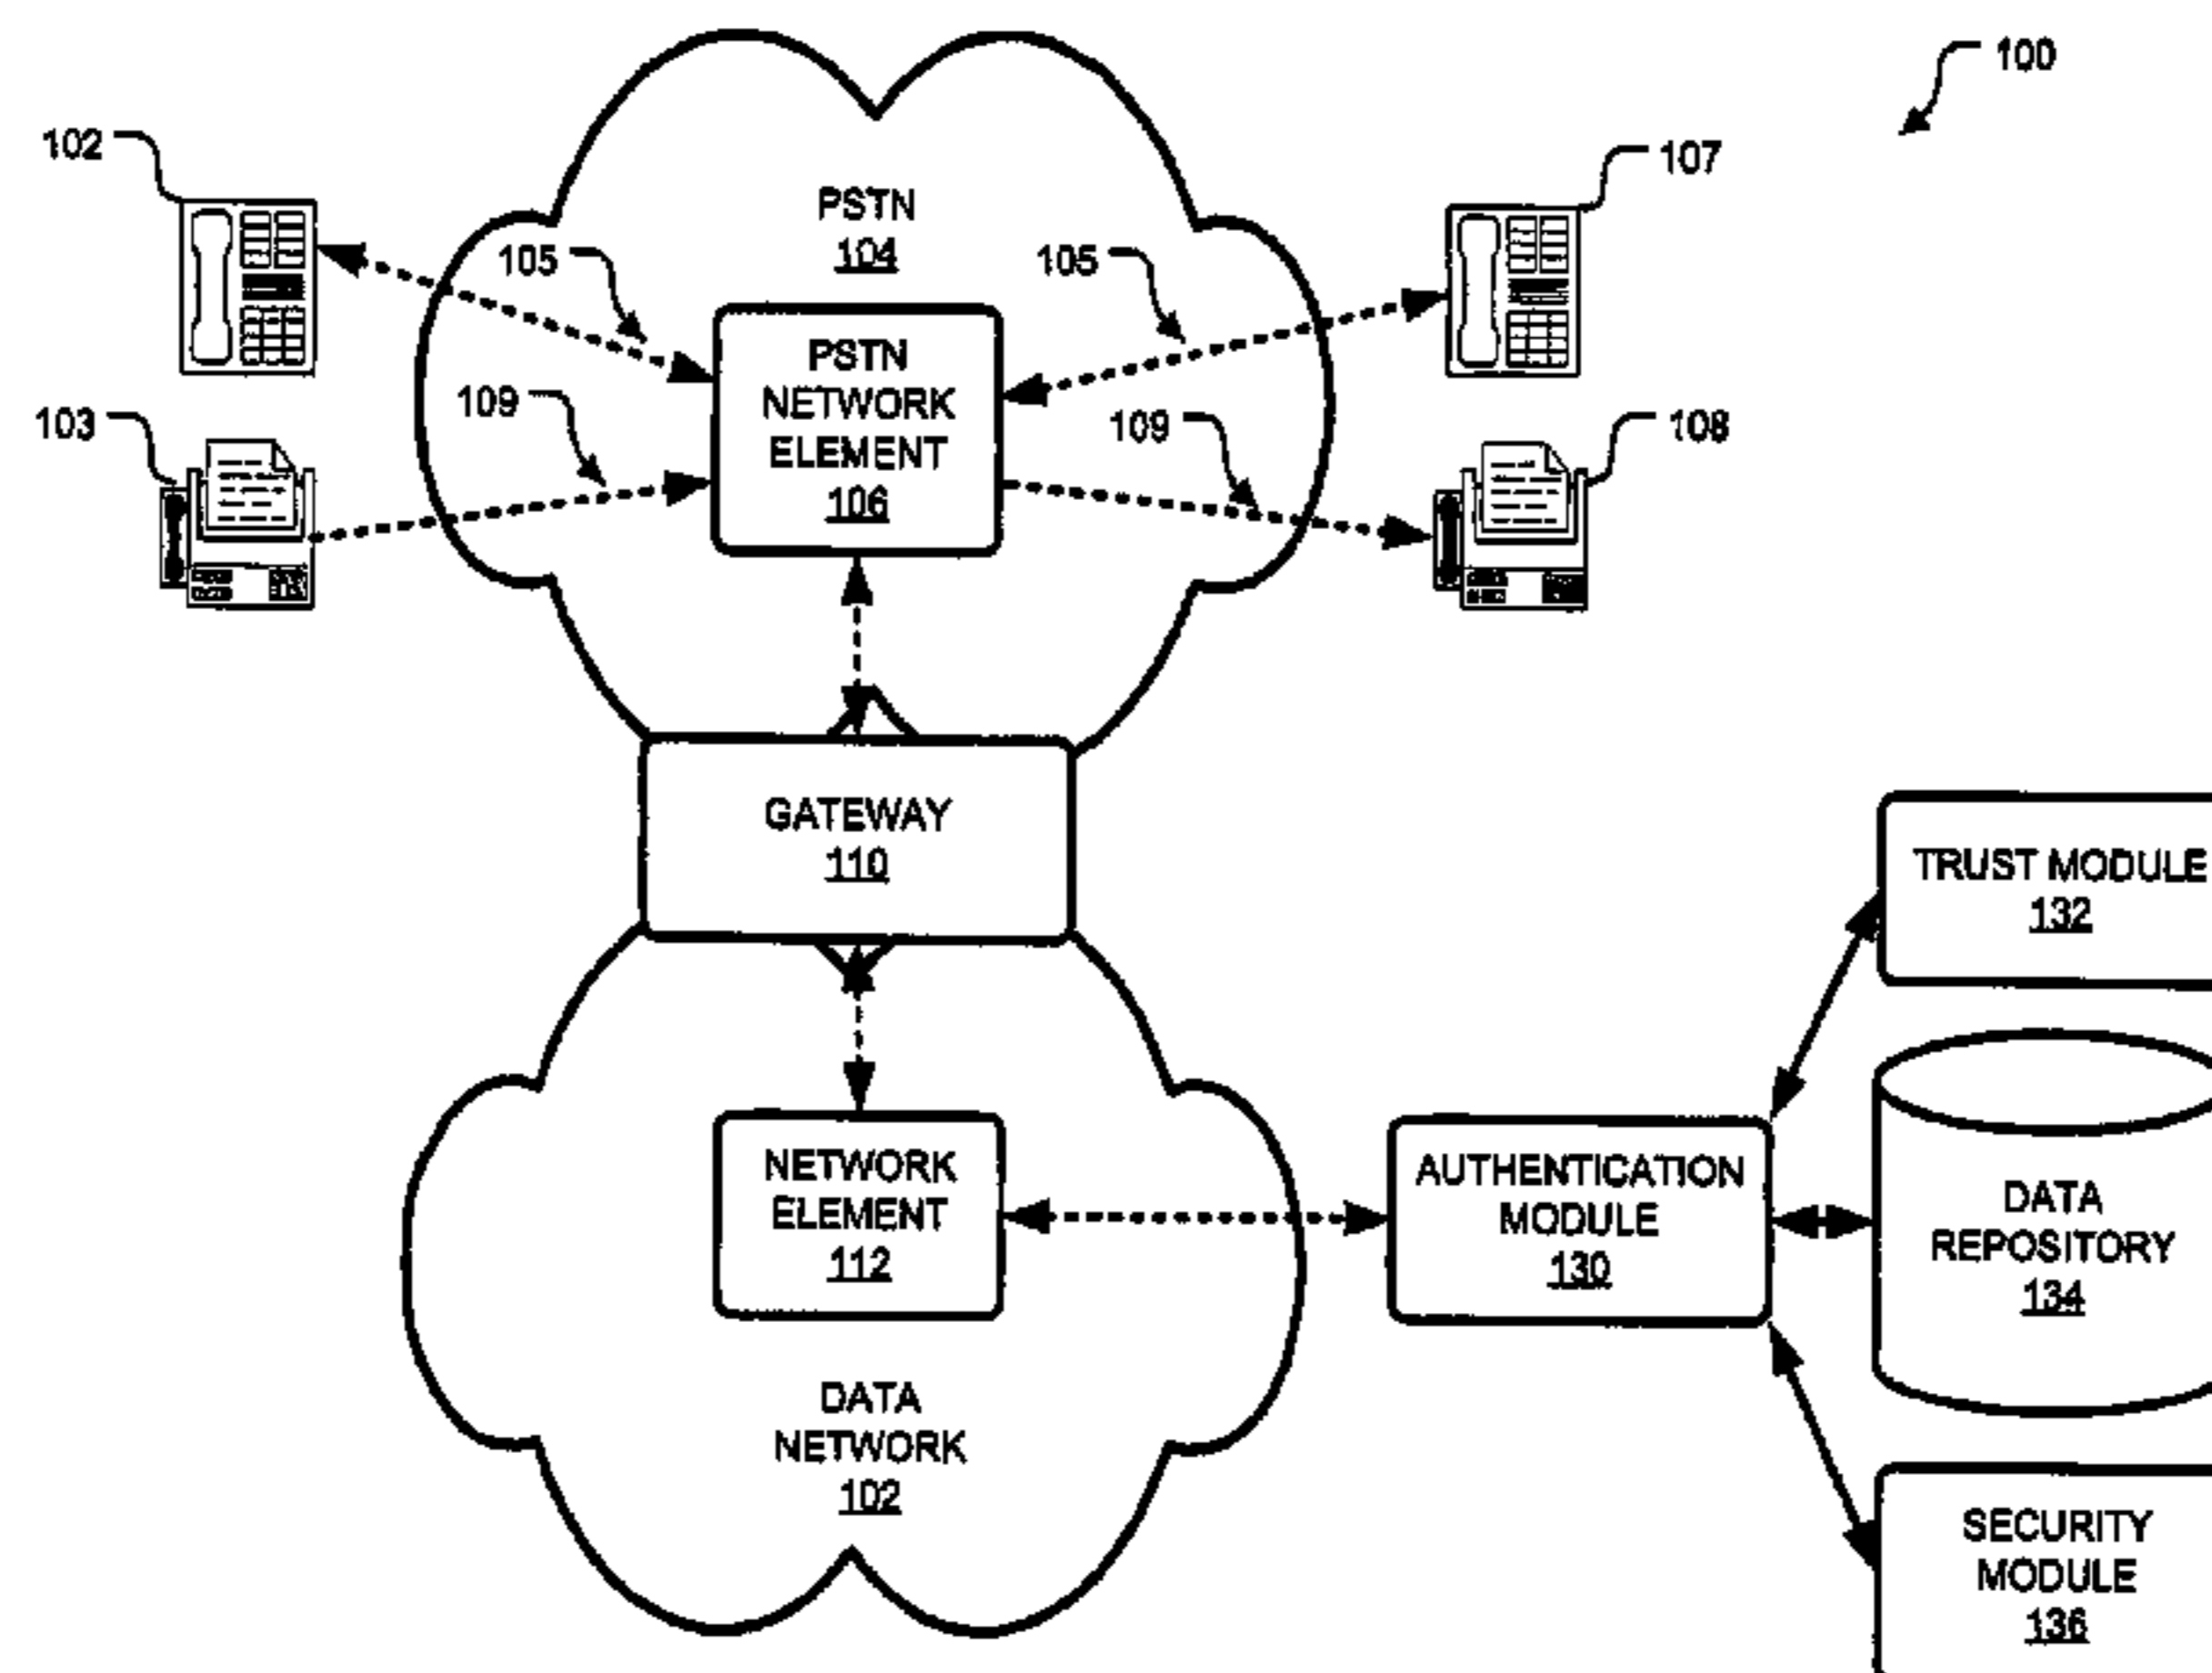 100
102
107
PSTN
104
105
105
PSTN
NETWORK
ELEMENT
106
109
109
103
108
GATEWAY
110
TRUST MODULE
132
NETWORK
ELEMENT
112
AUTHENTICATION
MODULE
130
DATA
REPOSITORY
134
DATA
NETWORK
102
SECURITY
MODULE
136